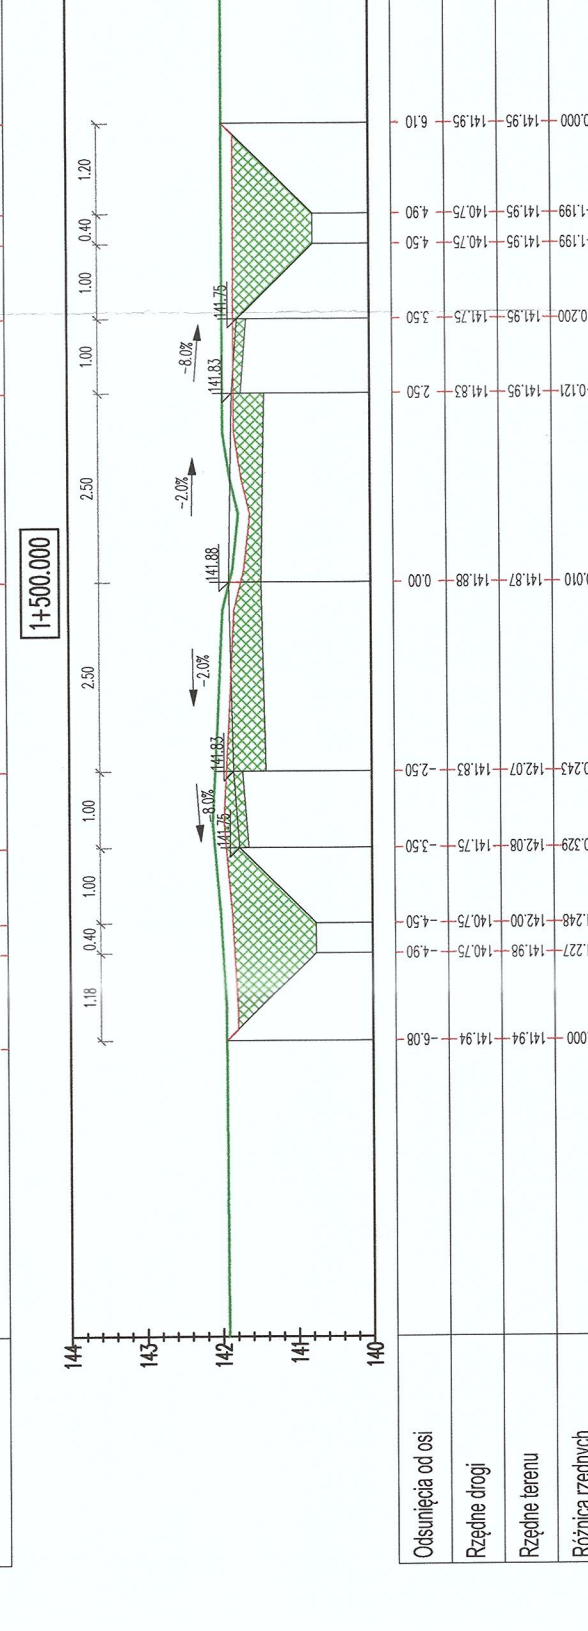 1+500.000
1.18 0.40 1.00 1.00 2.50 2.50 1.00 1.00 0.40 1.20
-8.0% -2.0% -2.0% -8.0%
141.75 141.83 141.88 141.83 141.75
144
143
142
141
140
Odsunięcia od osi -6.08 -4.90 -4.50 -3.50 -2.50 0.00 2.50 3.50 4.50 4.90 6.10
Rzędne drogi 141.94 140.75 140.75 141.75 141.83 141.88 141.83 141.75 140.75 140.75 141.95
Rzędne terenu 141.94 141.98 142.00 142.08 142.07 141.87 141.95 141.95 141.95 141.95 141.95
Różnica rzędnych